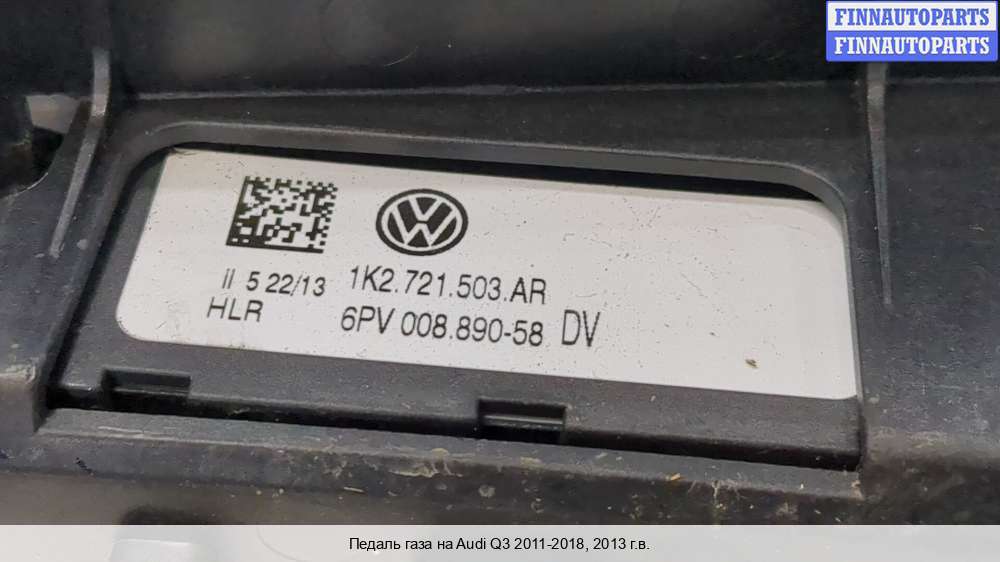 FINNAUTOPARTS
FINNAUTOPARTS
VW
II 5 22/13 1K2.721.503.AR
HLR 6PV 008.890-58 DV
Педаль газа на Audi Q3 2011-2018, 2013 г.в.